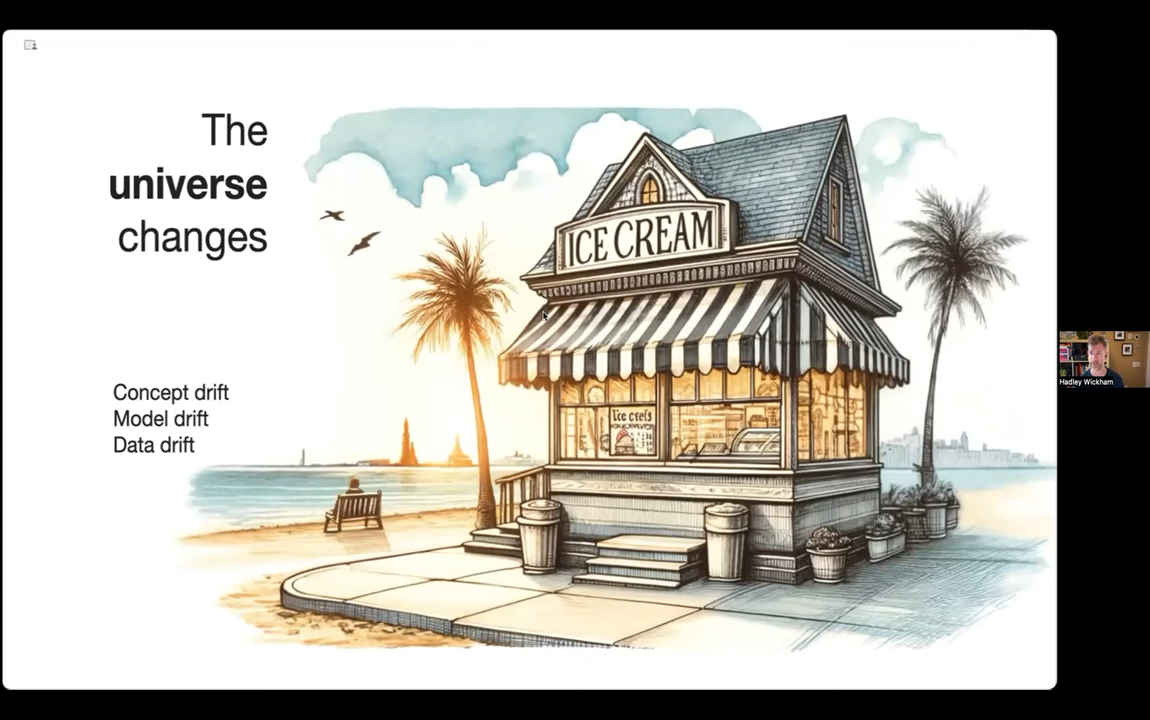 The
universe
changes
ICE CREAM
Concept drift
Model drift
Data drift
Hadley Wickham